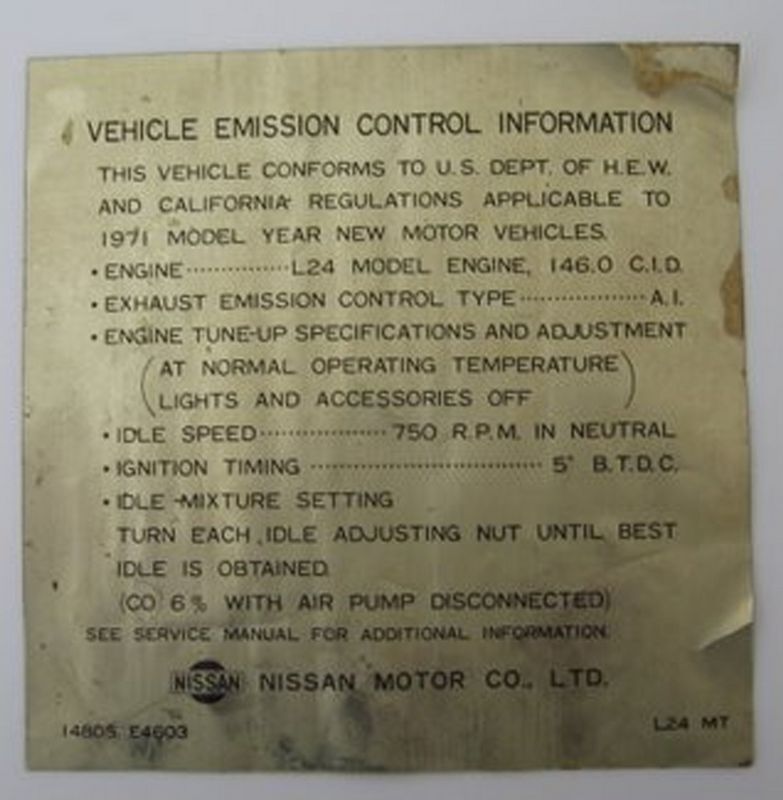 VEHICLE EMISSION CONTROL INFORMATION
THIS VEHICLE CONFORMS TO U.S. DEPT. OF H.E.W.
AND CALIFORNIA REGULATIONS APPLICABLE TO
1971 MODEL YEAR NEW MOTOR VEHICLES.
•ENGINE··············L24 MODEL ENGINE, 146.0 C.I.D.
•EXHAUST EMISSION CONTROL TYPE·················A.I.
•ENGINE TUNE-UP SPECIFICATIONS AND ADJUSTMENT
(AT NORMAL OPERATING TEMPERATURE
LIGHTS AND ACCESSORIES OFF)
•IDLE SPEED·················750 R.P.M. IN NEUTRAL
•IGNITION TIMING ······························ 5° B.T.D.C.
•IDLE-MIXTURE SETTING
TURN EACH IDLE ADJUSTING NUT UNTIL BEST
IDLE IS OBTAINED.
(CO 6% WITH AIR PUMP DISCONNECTED)
SEE SERVICE MANUAL FOR ADDITIONAL INFORMATION.
NISSAN NISSAN MOTOR CO., LTD.
14805 E4603 L24 MT